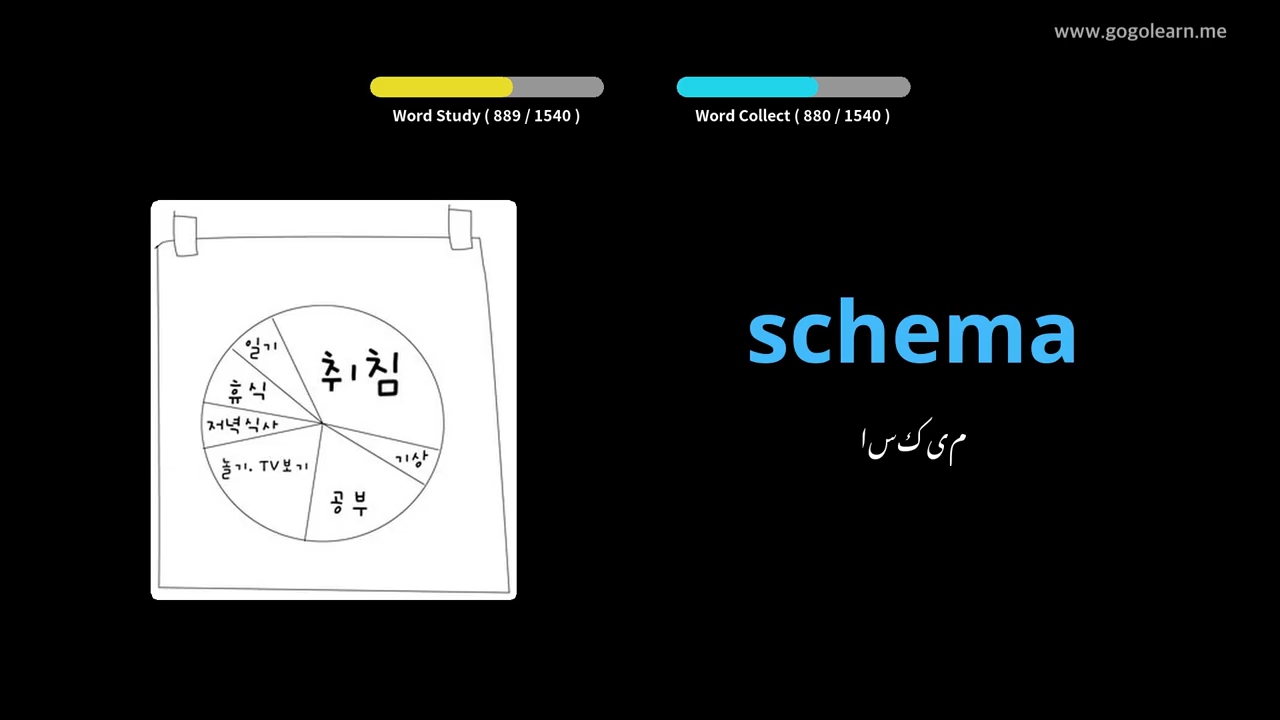 www.gogolearn.me
Word Study ( 889 / 1540 )
Word Collect ( 880 / 1540 )
일기
취침
휴식
저녁식사
놀기. TV보기
기상
공부
schema
م ی ک س ا